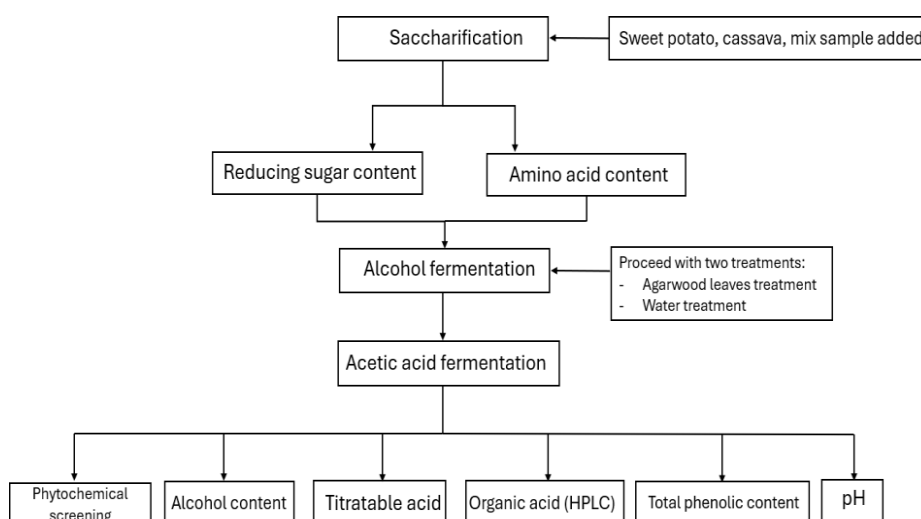 Saccharification
Sweet potato, cassava, mix sample added
Reducing sugar content
Amino acid content
Alcohol fermentation
Proceed with two treatments:
- Agarwood leaves treatment
- Water treatment
Acetic acid fermentation
Phytochemical
screening
Alcohol content
Titratable acid
Organic acid (HPLC)
Total phenolic content
pH